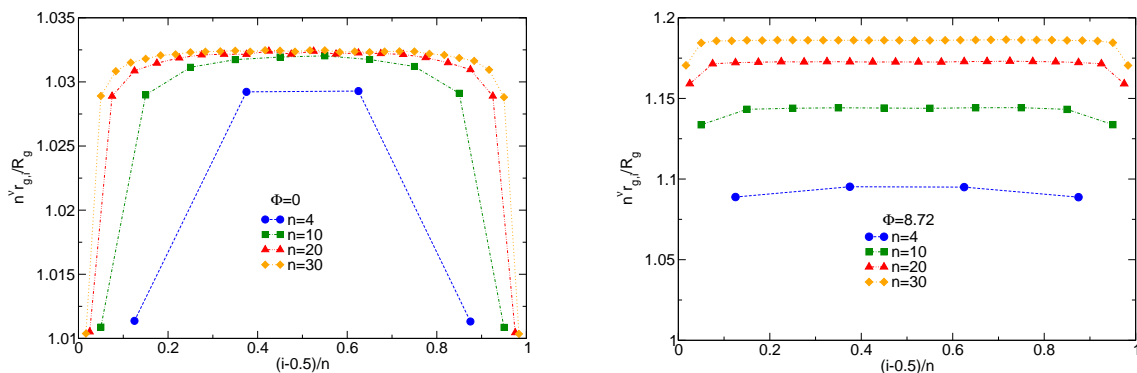 1.035
1.03
1.025
1.02
1.015
1.01
n^ν r_{g,i}/R_g
Φ=0
n=4
n=10
n=20
n=30
0 0.2 0.4 0.6 0.8 1
(i-0.5)/n
1.2
1.15
1.1
1.05
1
n^ν r_{g,i}/R_g
Φ=8.72
n=4
n=10
n=20
n=30
0 0.2 0.4 0.6 0.8 1
(i-0.5)/n